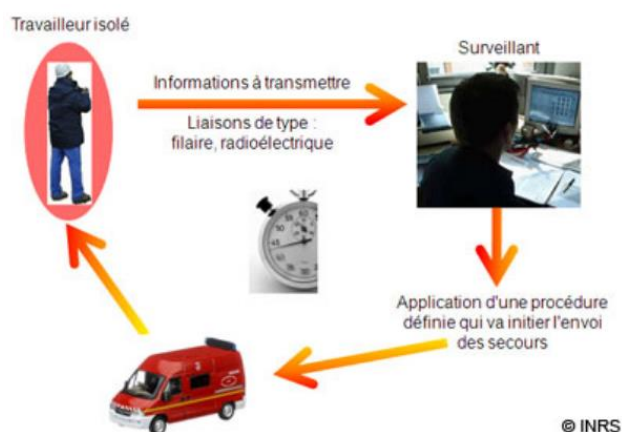 Travailleur isolé
Surveillant
Informations à transmettre
Liaisons de type :
filaire, radioélectrique
Application d'une procédure
définie qui va initier l'envoi
des secours
© INRS